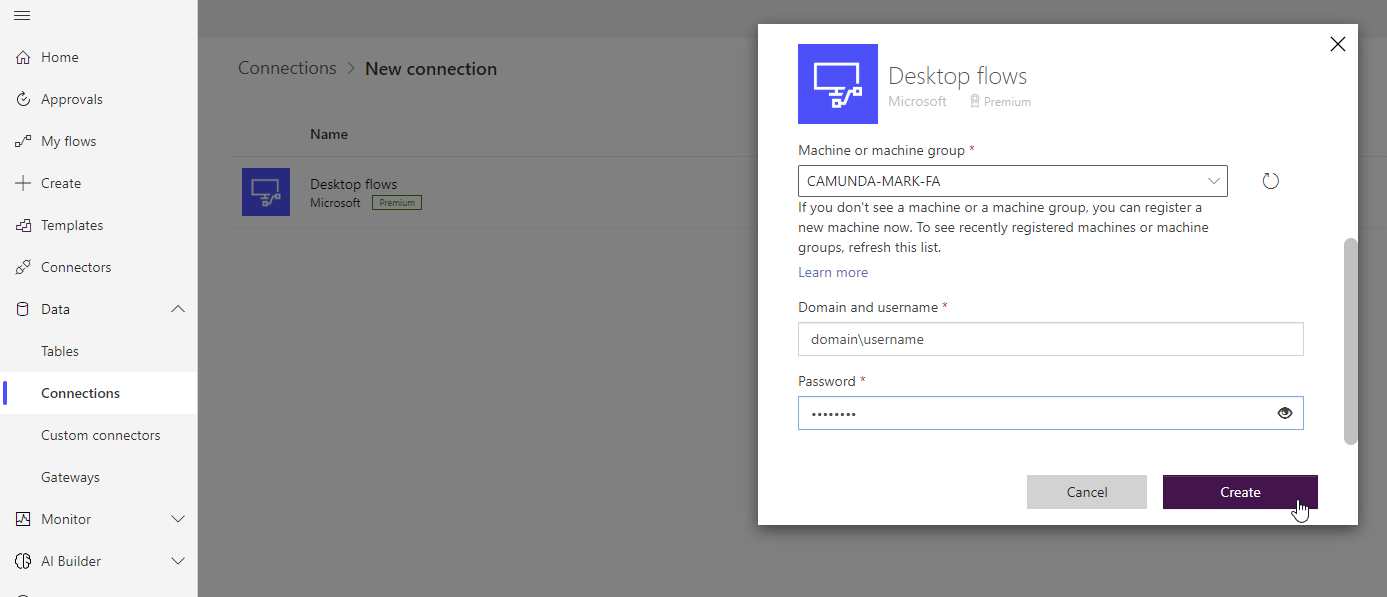 Home
Approvals
My flows
Create
Templates
Connectors
Data
Tables
Connections
Custom connectors
Gateways
Monitor
AI Builder
Connections > New connection
Name
Desktop flows
Microsoft Premium
Desktop flows
Microsoft Premium
Machine or machine group *
CAMUNDA-MARK-FA
If you don't see a machine or a machine group, you can register a
new machine now. To see recently registered machines or machine
groups, refresh this list.
Learn more
Domain and username *
domain\username
Password *
••••••••
Cancel Create